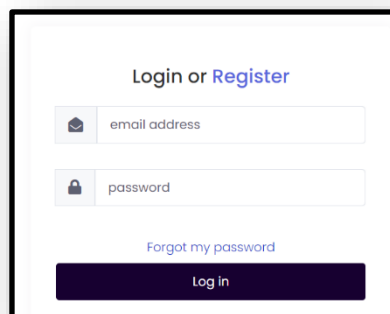 Login or Register
email address
password
Forgot my password
Log in